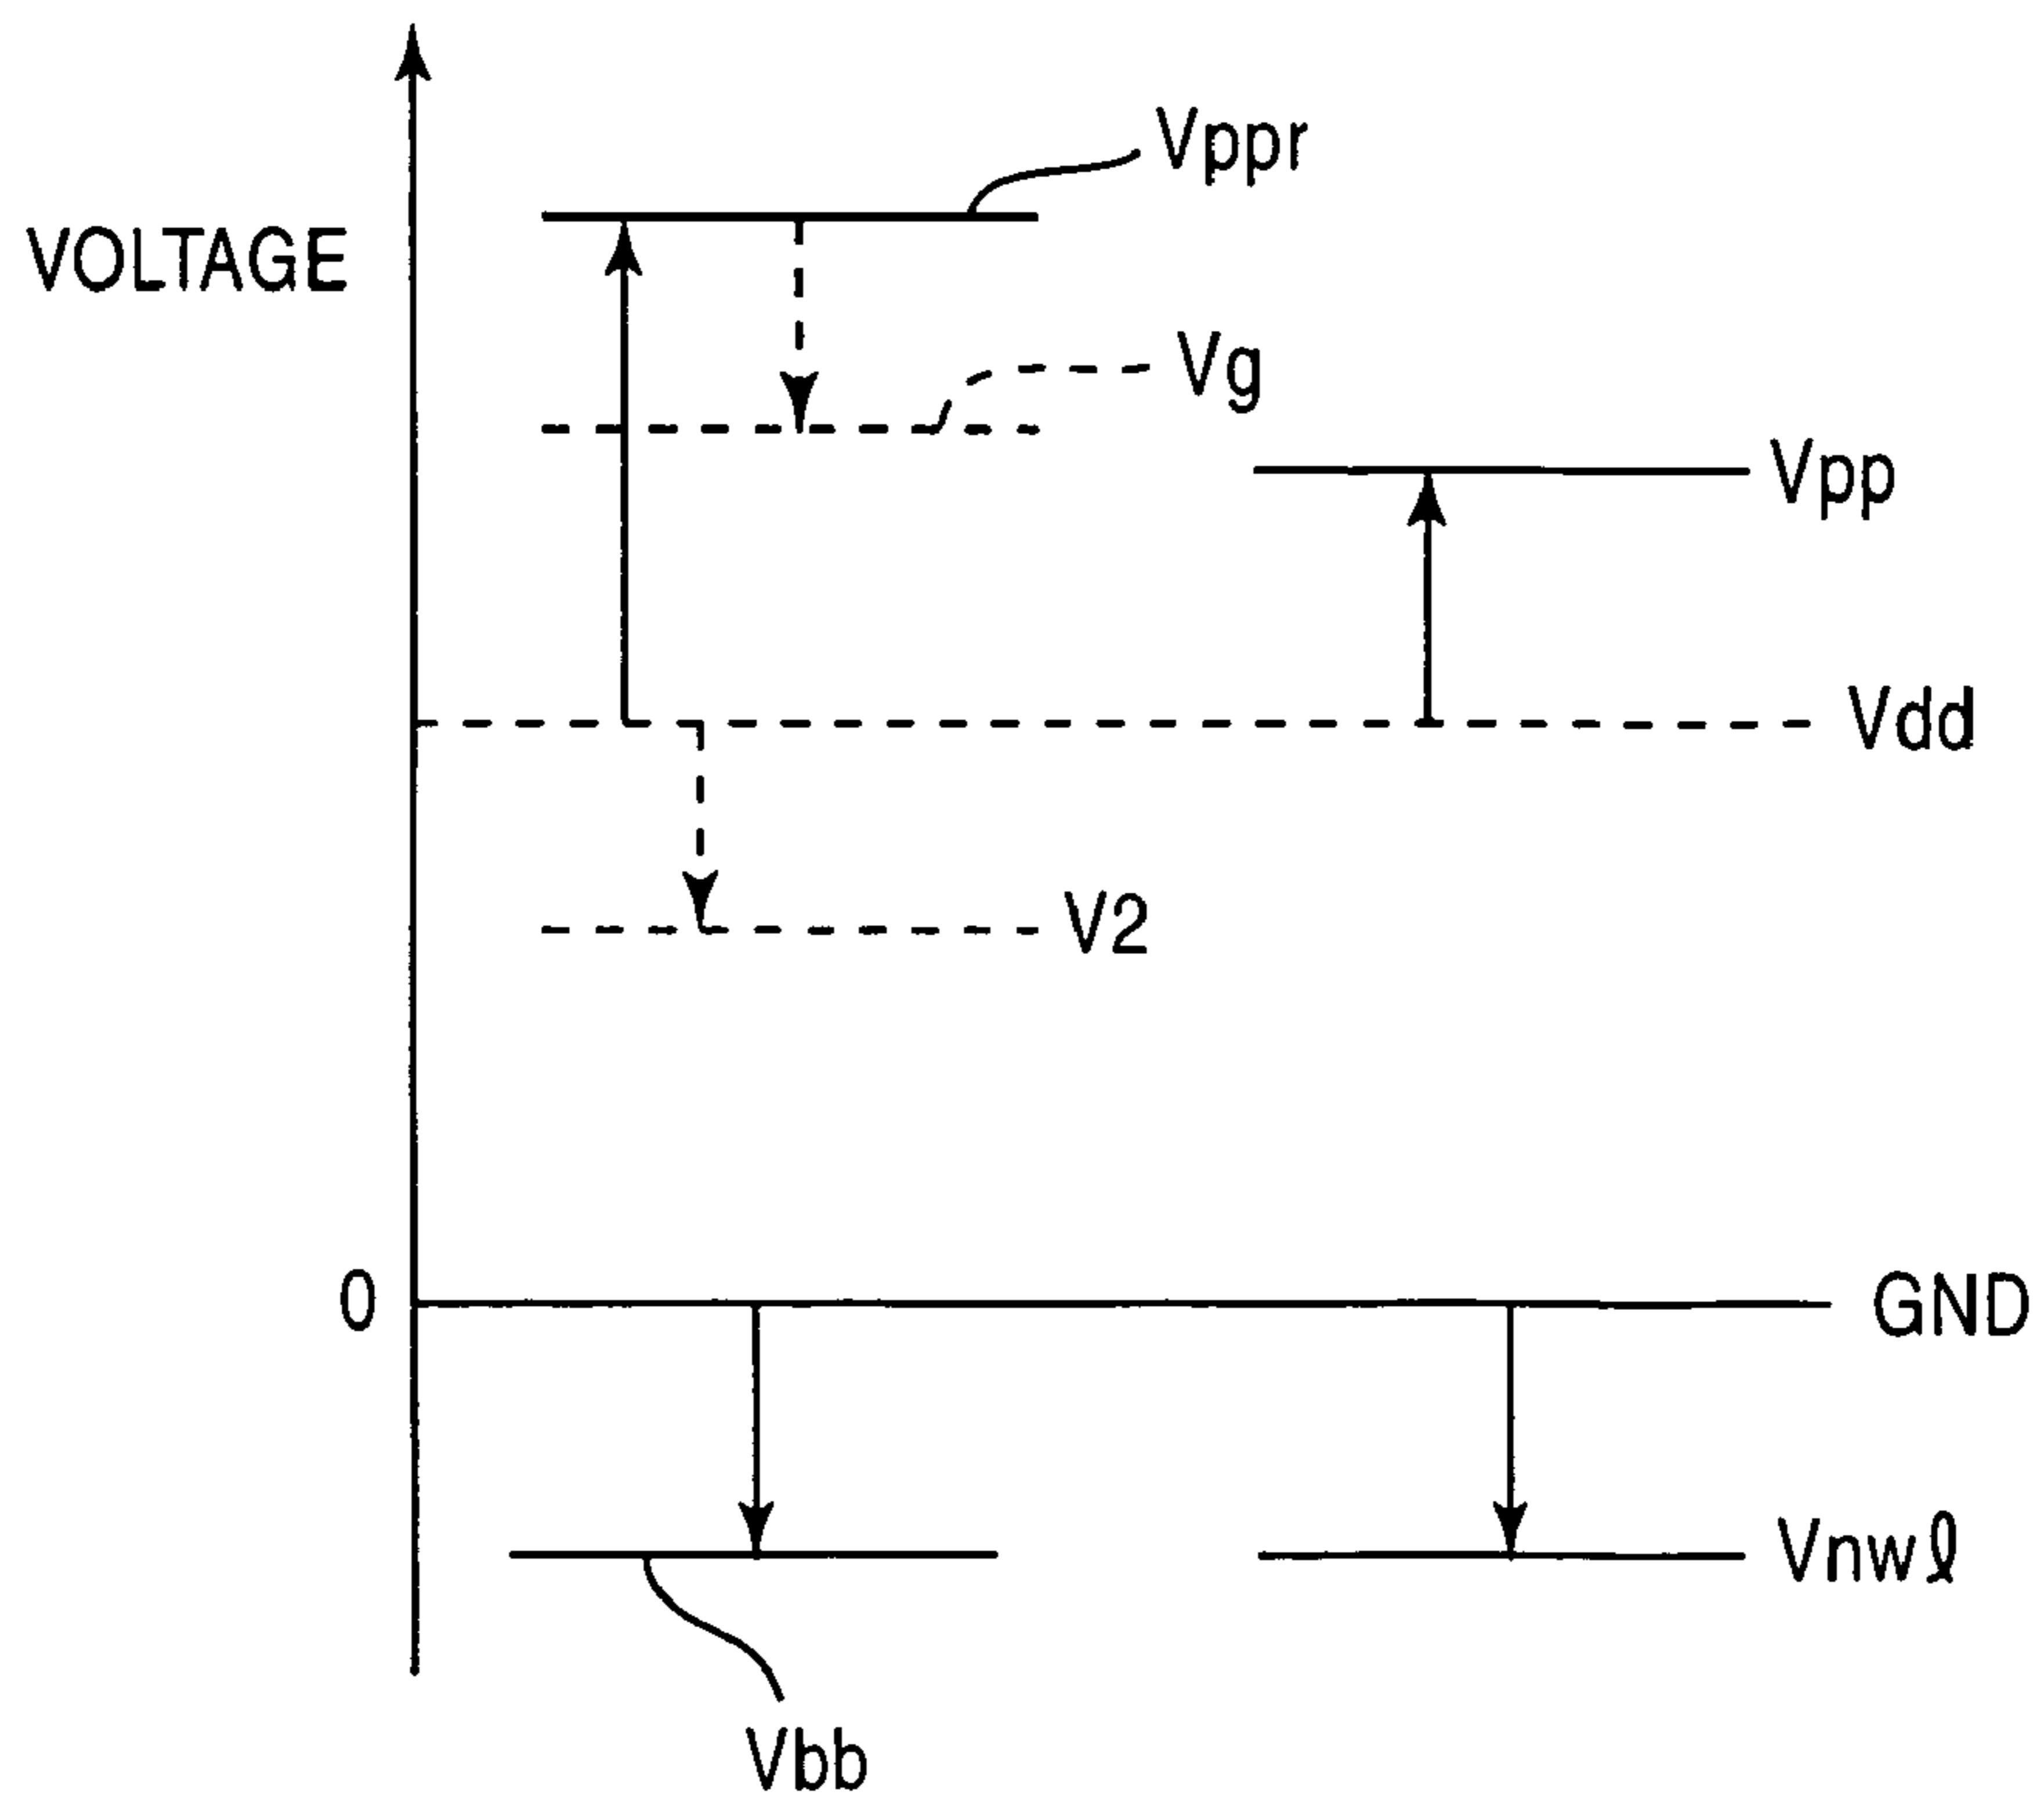 Vppr
VOLTAGE
Vg
Vpp
Vdd
V2
0
GND
Vnwℓ
Vbb